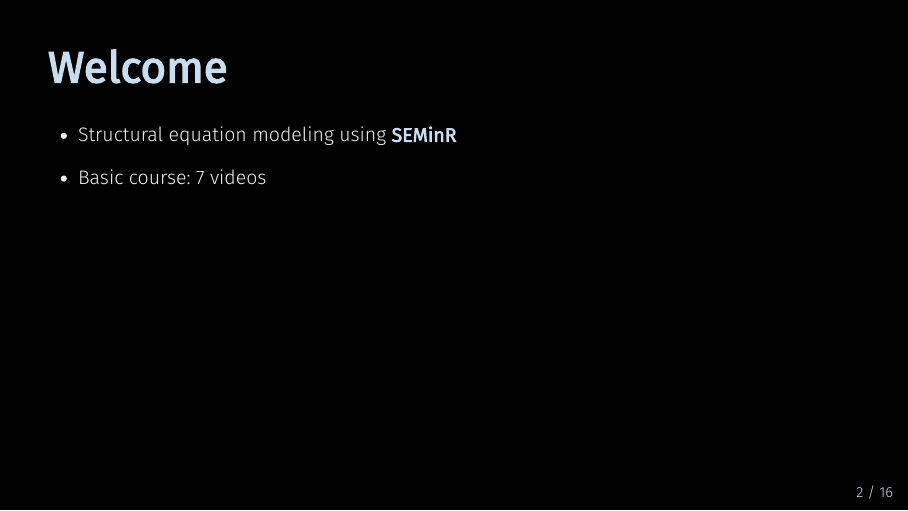 Welcome
• Structural equation modeling using SEMinR
• Basic course: 7 videos
2 / 16